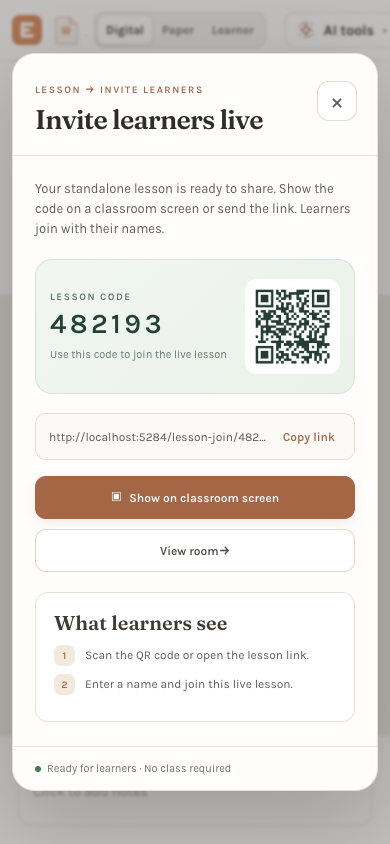 E
Digital
Paper
Learner
AI tools
LESSON → INVITE LEARNERS
Invite learners live
×
Your standalone lesson is ready to share. Show the
code on a classroom screen or send the link. Learners
join with their names.
LESSON CODE
482193
Use this code to join the live lesson
http://localhost:5284/lesson-join/482...
Copy link
Show on classroom screen
View room→
What learners see
1 Scan the QR code or open the lesson link.
2 Enter a name and join this live lesson.
Ready for learners · No class required
Click to add notes.